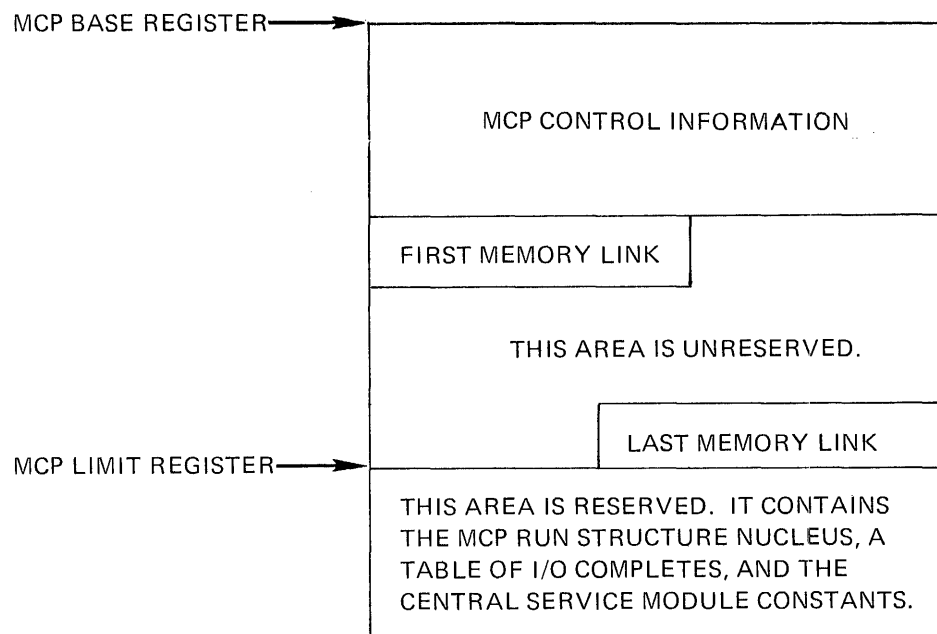 MCP BASE REGISTER
MCP CONTROL INFORMATION
FIRST MEMORY LINK
THIS AREA IS UNRESERVED.
LAST MEMORY LINK
MCP LIMIT REGISTER
THIS AREA IS RESERVED. IT CONTAINS
THE MCP RUN STRUCTURE NUCLEUS, A
TABLE OF I/O COMPLETES, AND THE
CENTRAL SERVICE MODULE CONSTANTS.